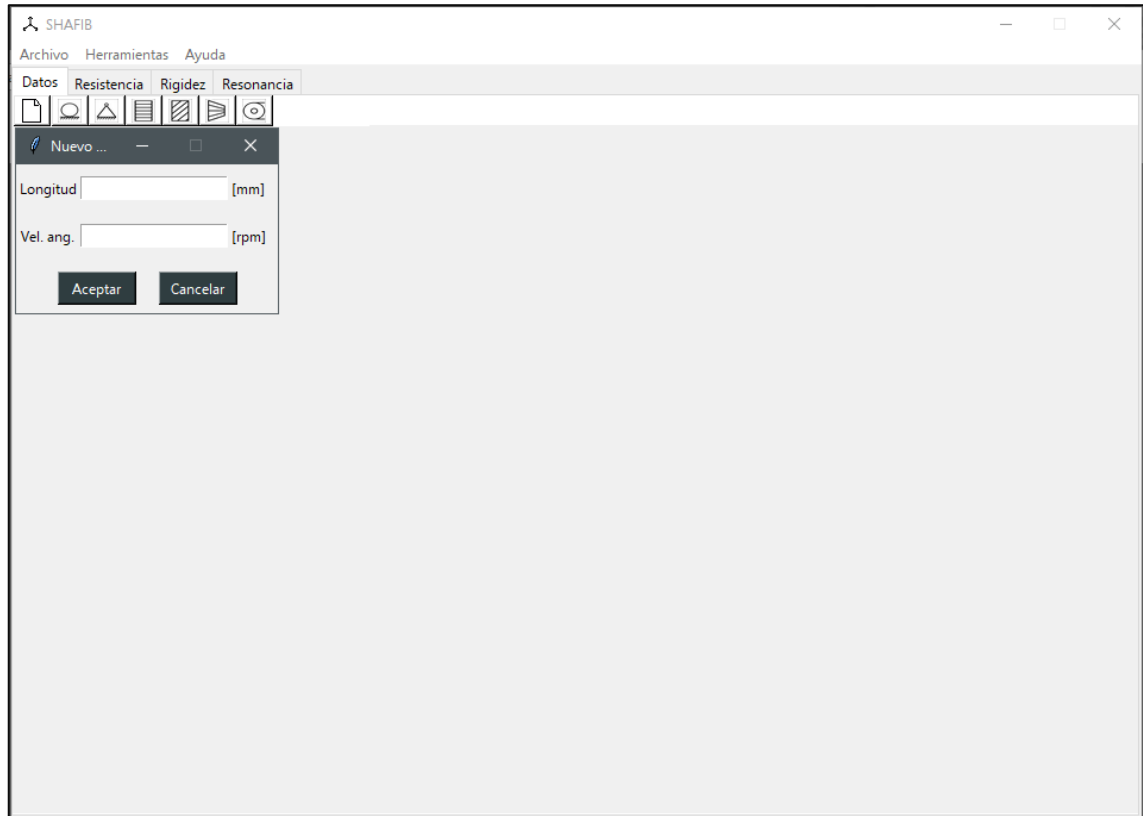 SHAFIB
Archivo Herramientas Ayuda
Datos Resistencia Rigidez Resonancia
Nuevo ...
Longitud [mm]
Vel. ang. [rpm]
Aceptar Cancelar